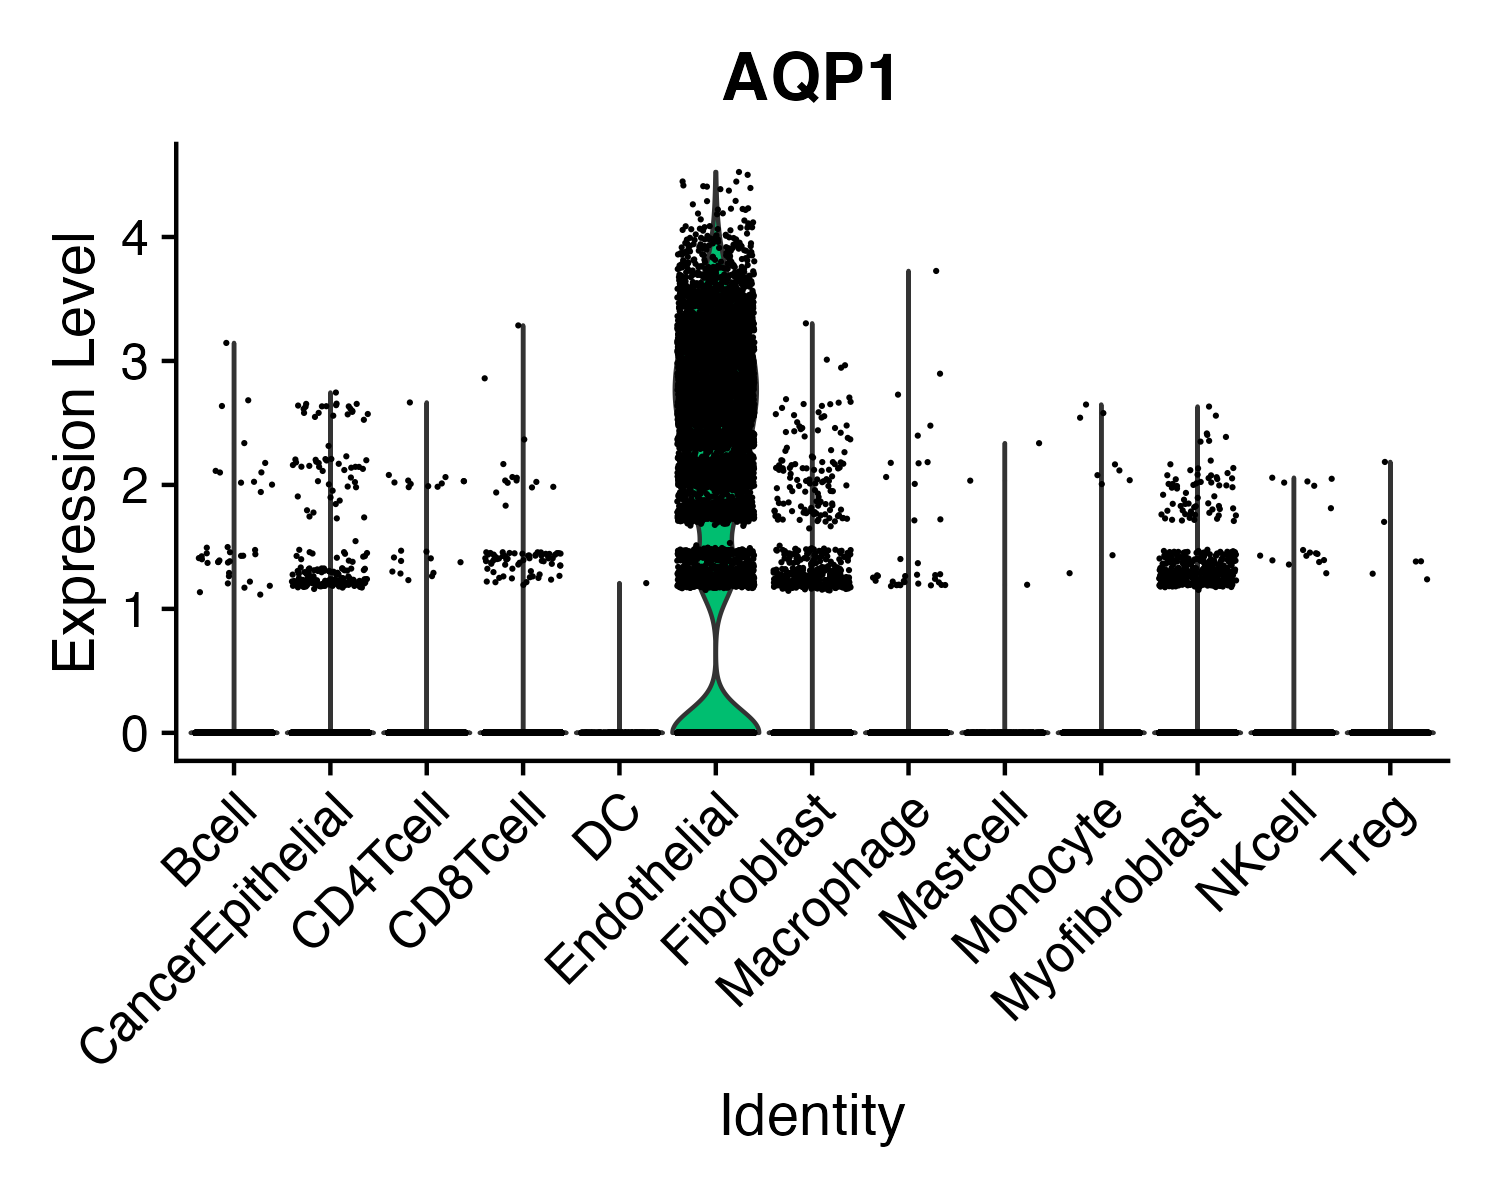 AQP1
Expression Level
4
3
2
1
0
Bcell
CancerEpithelial
CD4Tcell
CD8Tcell
DC
Endothelial
Fibroblast
Macrophage
Mastcell
Monocyte
Myofibroblast
NKcell
Treg
Identity